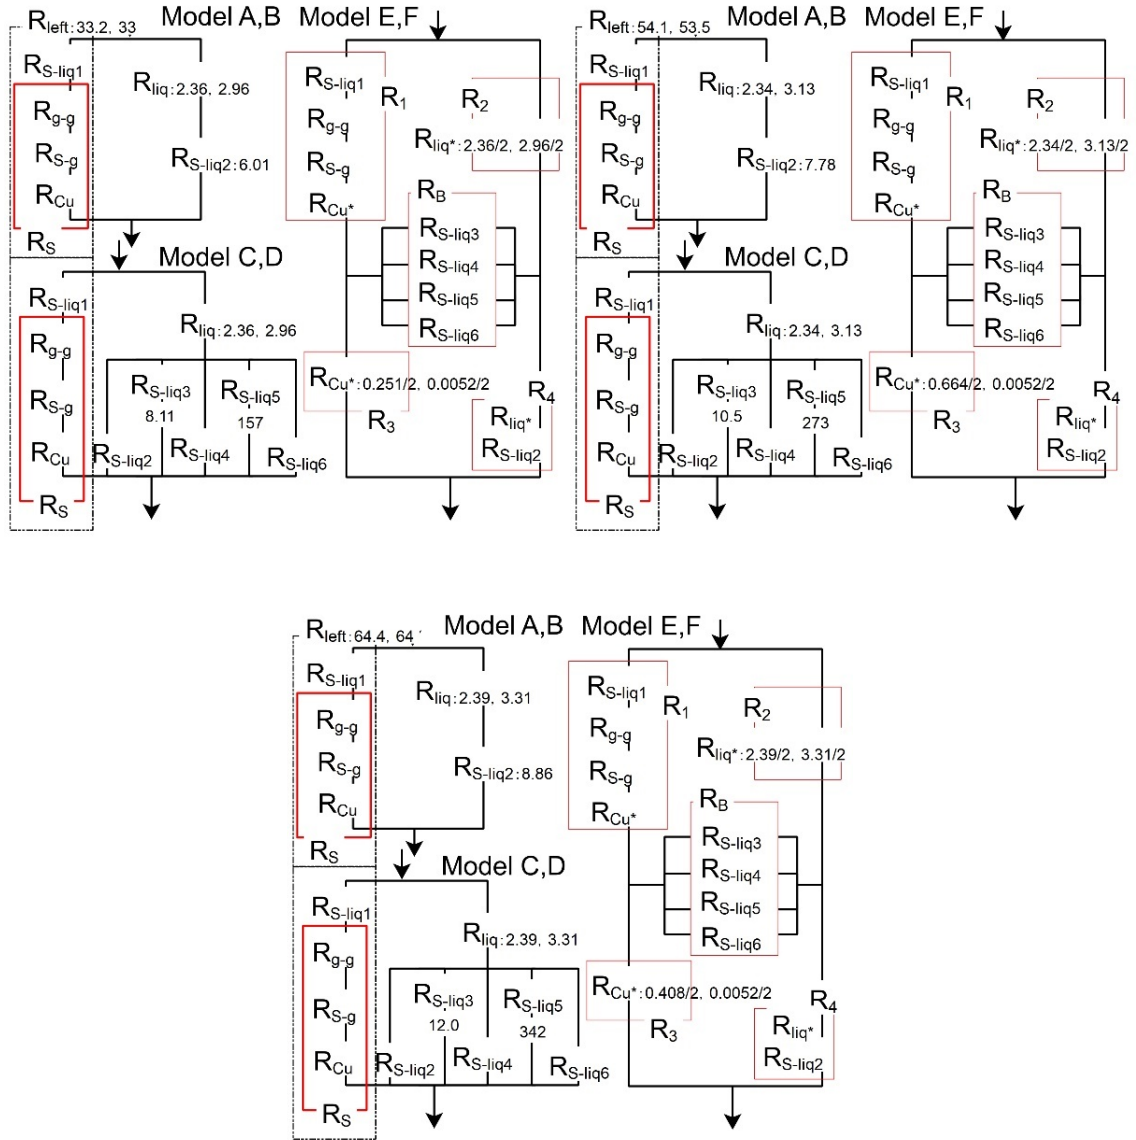 Model A,B Model E,F
Rleft:33.2, 33
RS-liq1
Rg-g
RS-g
RCu
RS
Rliq:2.36, 2.96
RS-liq2:6.01
Model C,D
RS-liq1
Rg-g
RS-g
RCu
RS
Rliq:2.36, 2.96
RS-liq3
8.11
RS-liq5
157
RS-liq2
RS-liq4
RS-liq6
RS-liq1
R1
Rg-g
RS-g
RCu*
R2
Rliq*:2.36/2, 2.96/2
RB
RS-liq3
RS-liq4
RS-liq5
RS-liq6
RCu*:0.251/2, 0.0052/2
R3
R4
Rliq*
RS-liq2
Model A,B Model E,F
Rleft:54.1, 53.5
RS-liq1
Rg-g
RS-g
RCu
RS
Rliq:2.34, 3.13
RS-liq2:7.78
Model C,D
RS-liq1
Rg-g
RS-g
RCu
RS
Rliq:2.34, 3.13
RS-liq3
10.5
RS-liq5
273
RS-liq2
RS-liq4
RS-liq6
RS-liq1
R1
Rg-g
RS-g
RCu*
R2
Rliq*:2.34/2, 3.13/2
RB
RS-liq3
RS-liq4
RS-liq5
RS-liq6
RCu*:0.664/2, 0.0052/2
R3
R4
Rliq*
RS-liq2
Model A,B Model E,F
Rleft:64.4, 64
RS-liq1
Rg-g
RS-g
RCu
RS
Rliq:2.39, 3.31
RS-liq2:8.86
Model C,D
RS-liq1
Rg-g
RS-g
RCu
RS
Rliq:2.39, 3.31
RS-liq3
12.0
RS-liq5
342
RS-liq2
RS-liq4
RS-liq6
RS-liq1
R1
Rg-g
RS-g
RCu*
R2
Rliq*:2.39/2, 3.31/2
RB
RS-liq3
RS-liq4
RS-liq5
RS-liq6
RCu*:0.408/2, 0.0052/2
R3
R4
Rliq*
RS-liq2